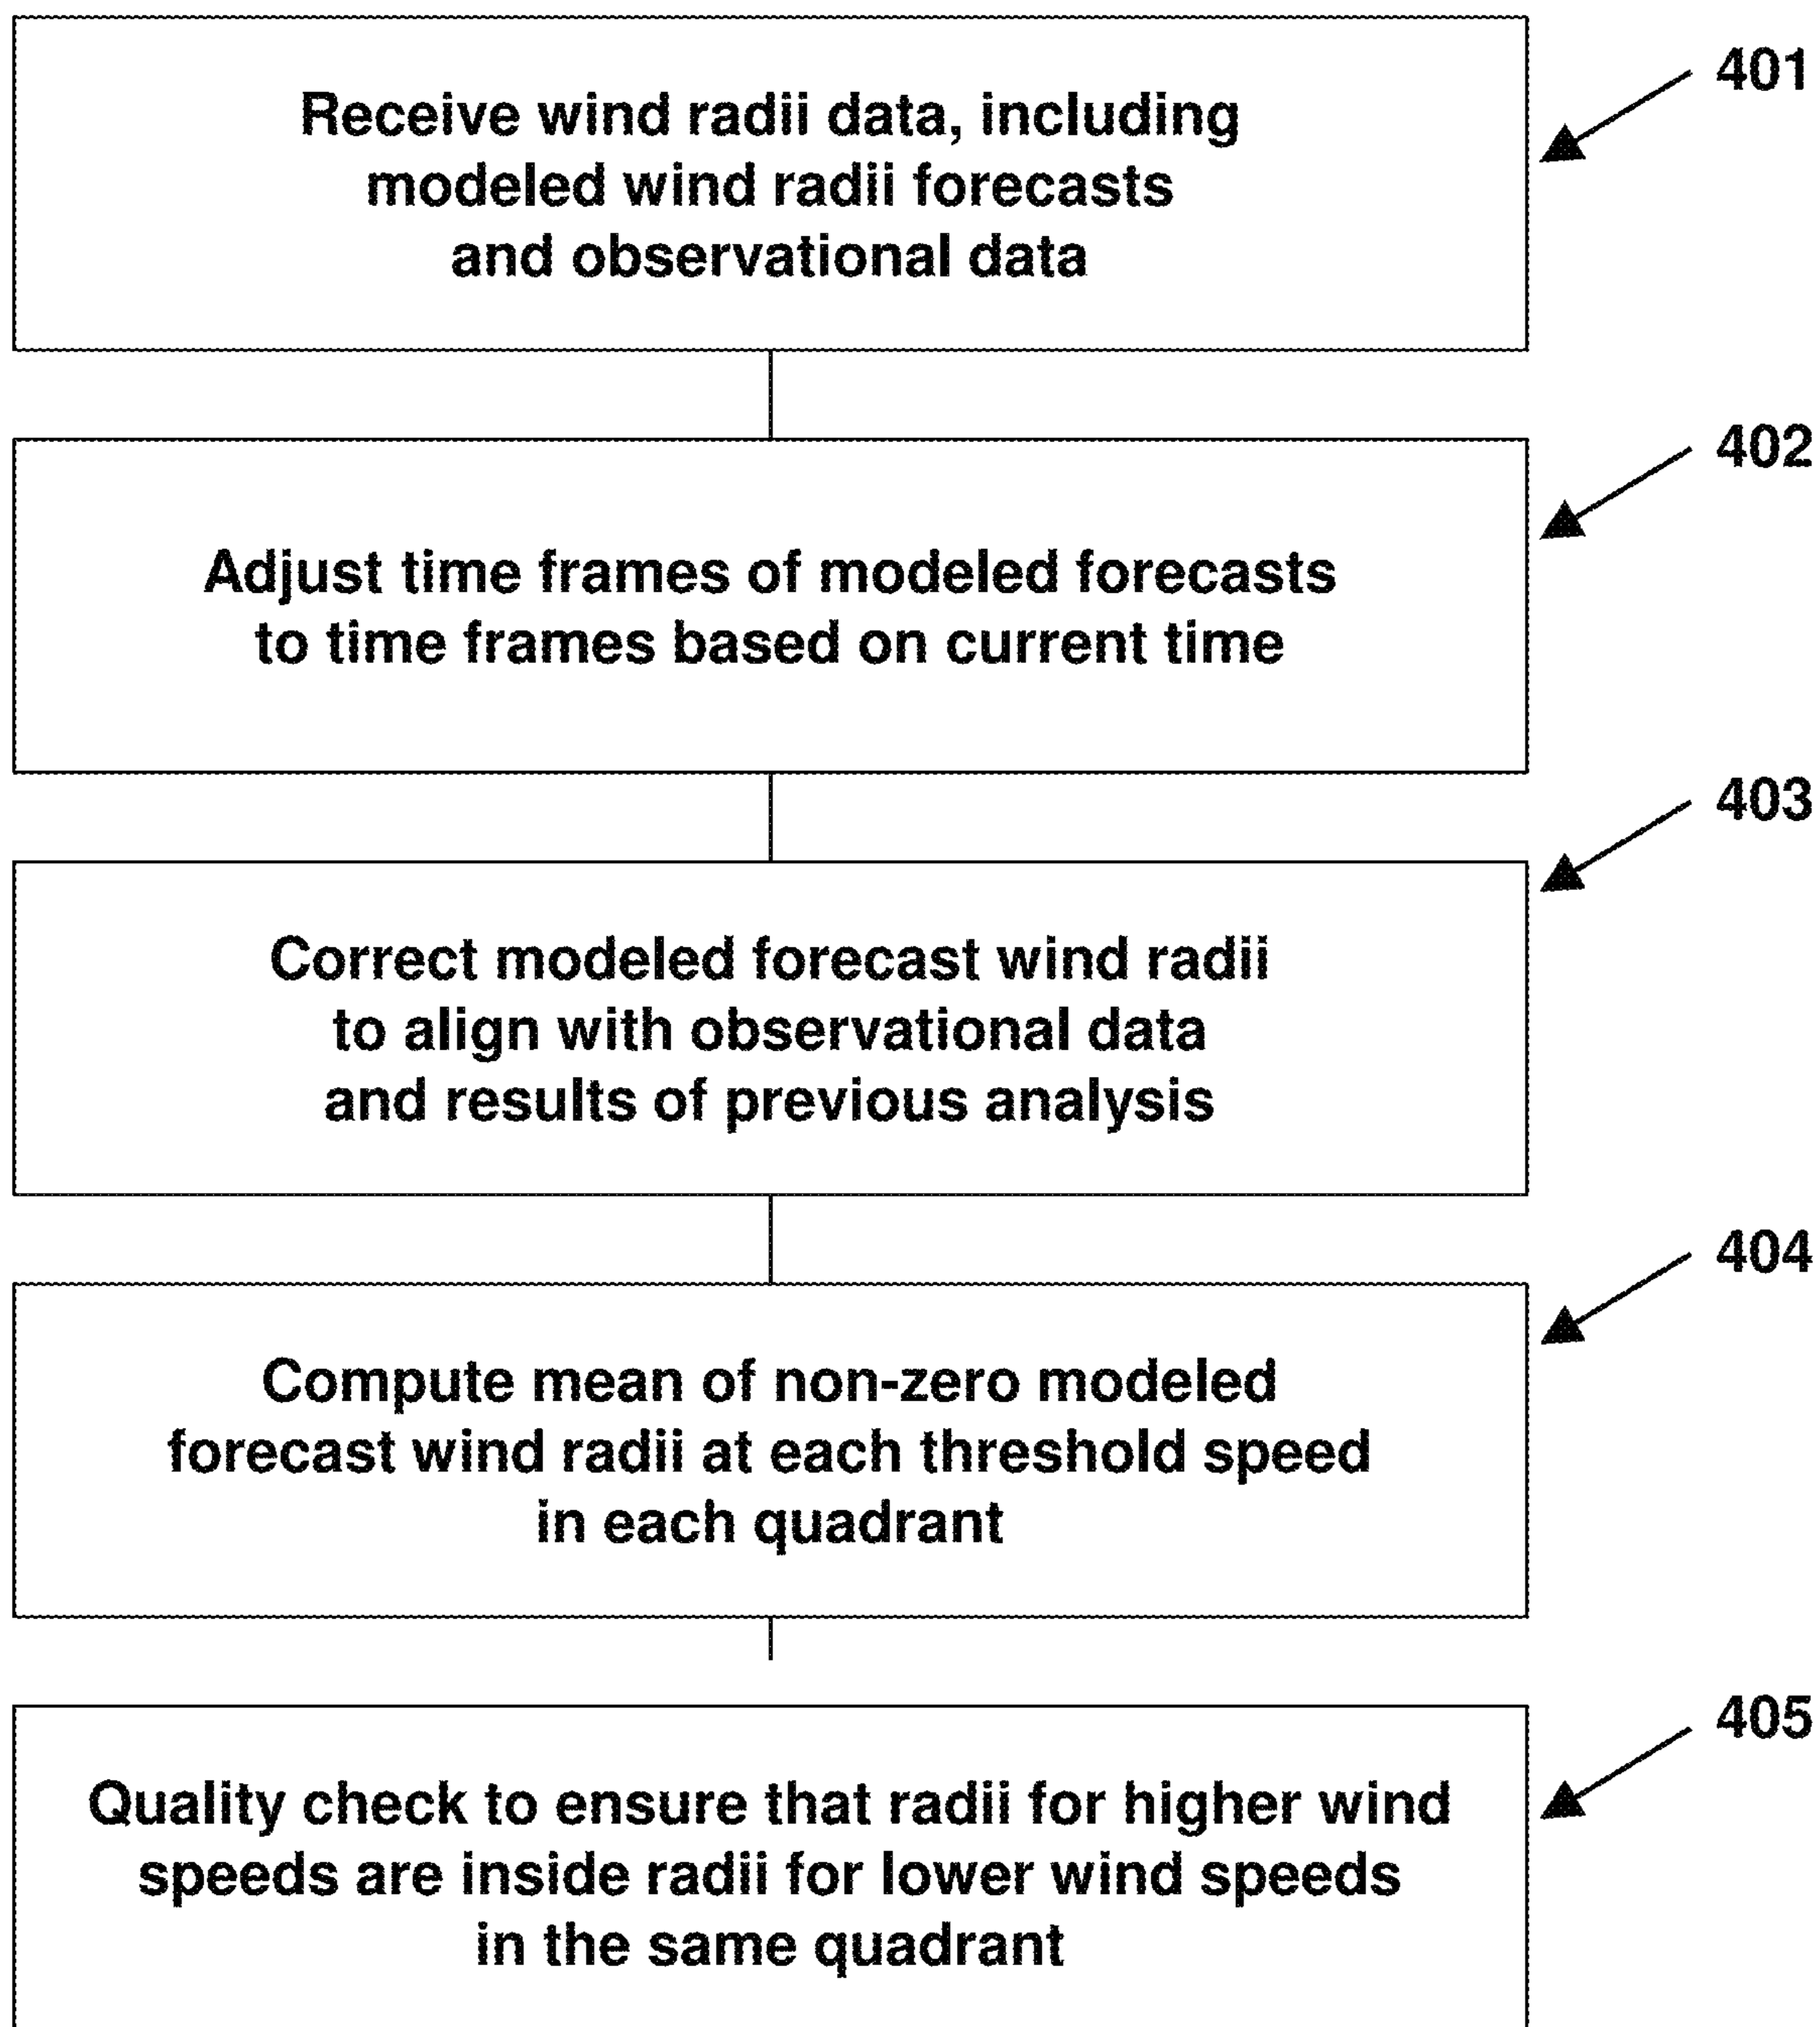 Receive wind radii data, including
modeled wind radii forecasts
and observational data
401
Adjust time frames of modeled forecasts
to time frames based on current time
402
Correct modeled forecast wind radii
to align with observational data
and results of previous analysis
403
Compute mean of non-zero modeled
forecast wind radii at each threshold speed
in each quadrant
404
Quality check to ensure that radii for higher wind
speeds are inside radii for lower wind speeds
in the same quadrant
405